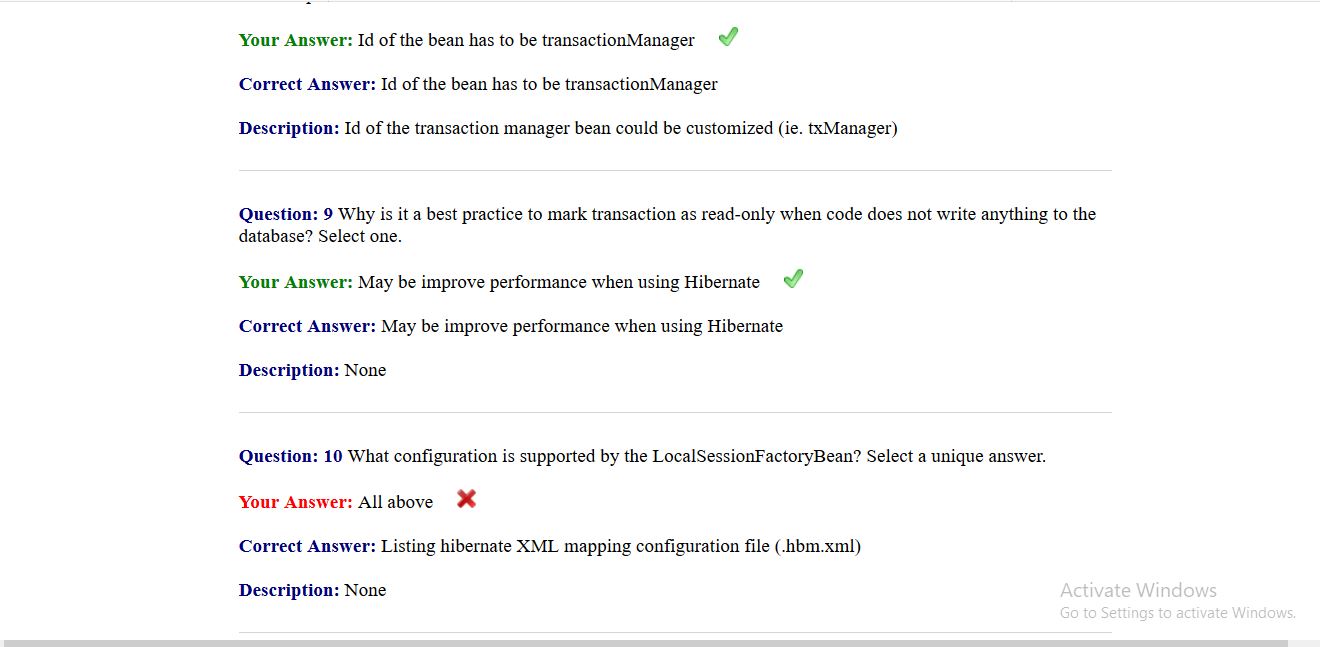 Your Answer: Id of the bean has to be transactionManager
Correct Answer: Id of the bean has to be transactionManager
Description: Id of the transaction manager bean could be customized (ie. txManager)
Question: 9 Why is it a best practice to mark transaction as read-only when code does not write anything to the
database? Select one.
Your Answer: May be improve performance when using Hibernate
Correct Answer: May be improve performance when using Hibernate
Description: None
Question: 10 What configuration is supported by the LocalSessionFactoryBean? Select a unique answer.
Your Answer: All above
Correct Answer: Listing hibernate XML mapping configuration file (.hbm.xml)
Description: None
Activate Windows
Go to Settings to activate Windows.